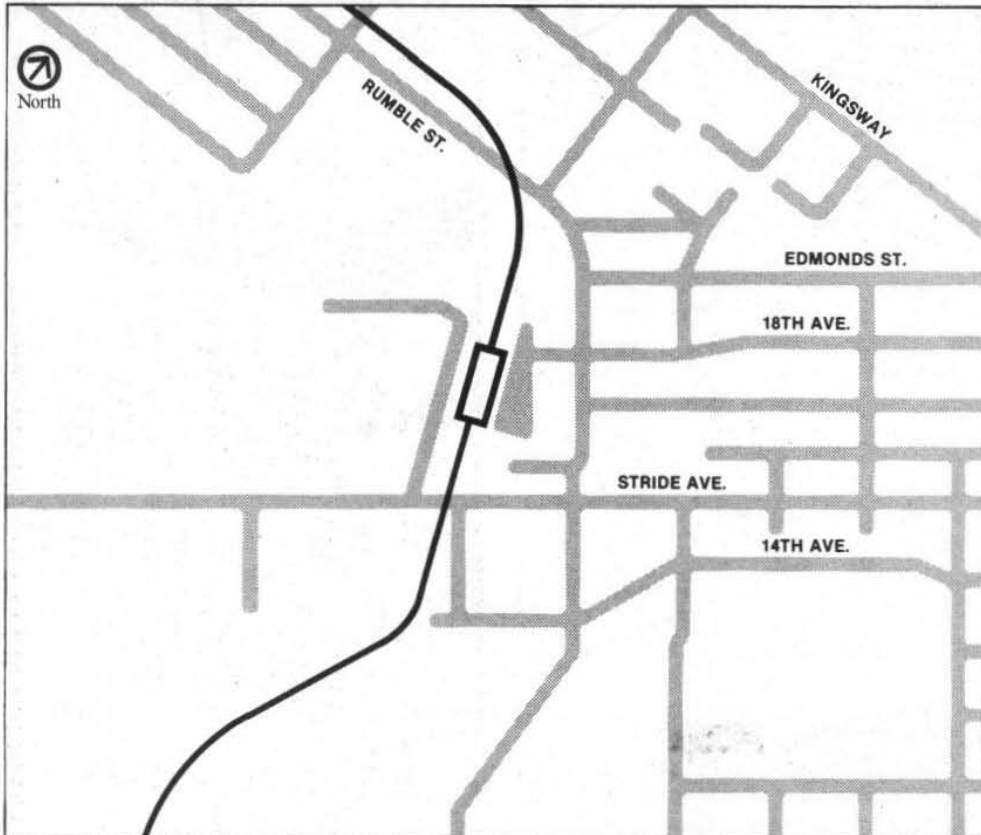 North
RUMBLE ST.
KINGSWAY
EDMONDS ST.
18TH AVE.
STRIDE AVE.
14TH AVE.